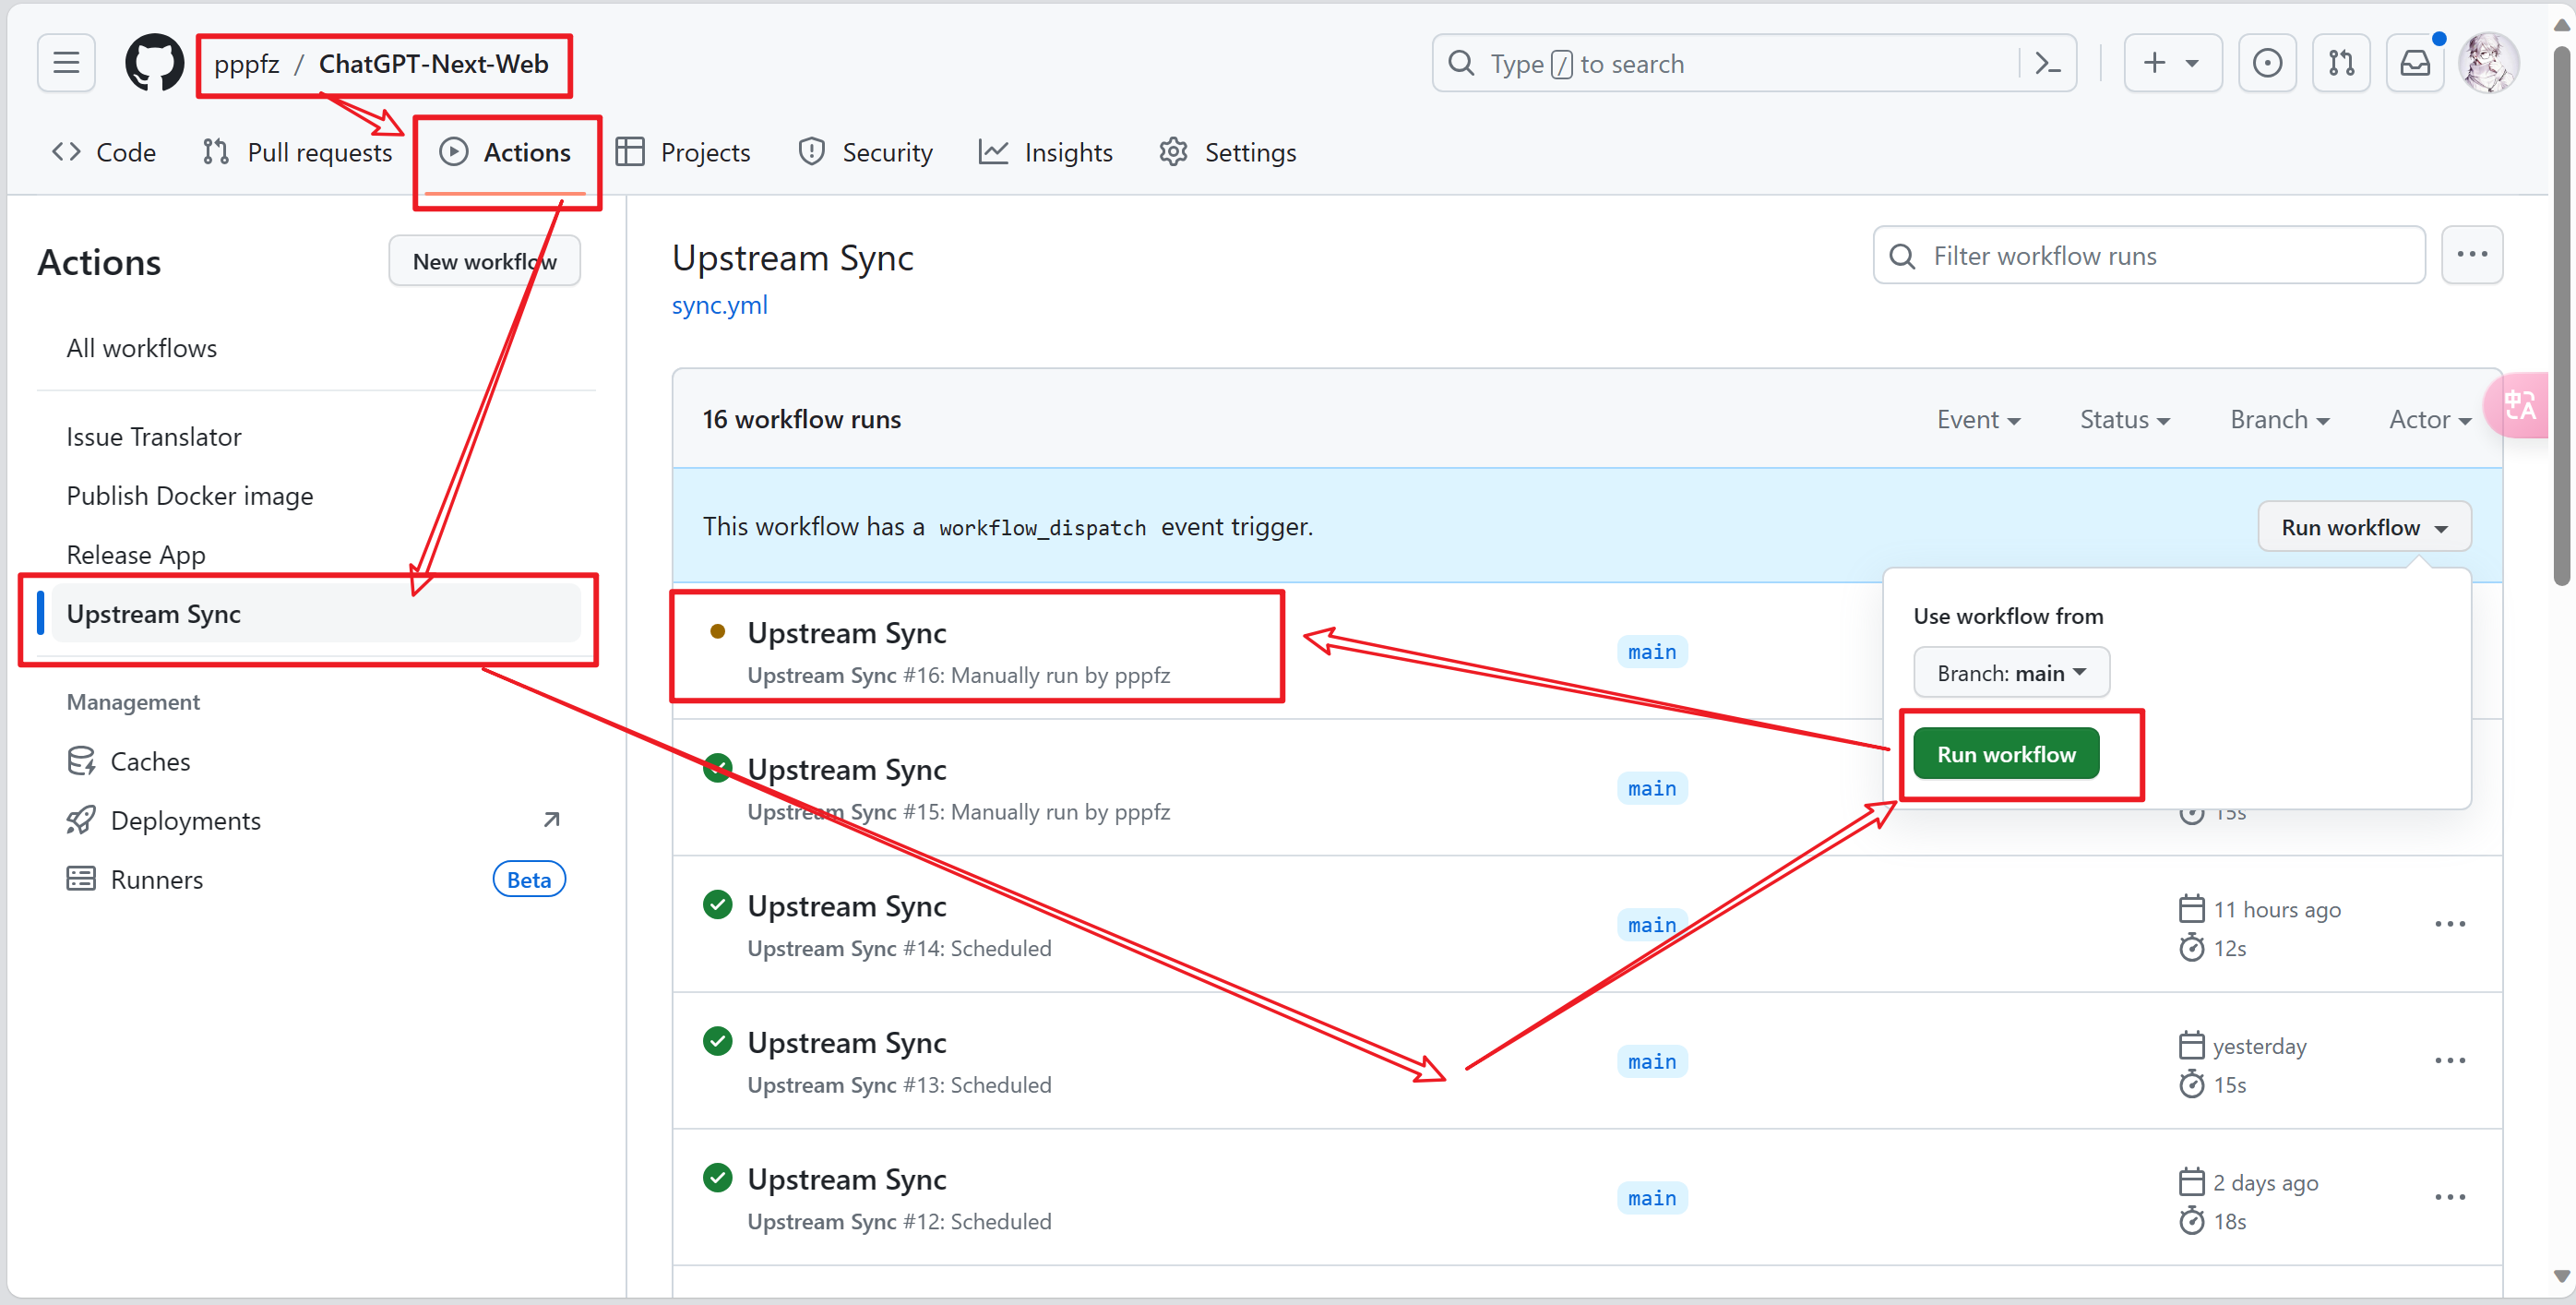 pppfz / ChatGPT-Next-Web
Type / to search
Code
Pull requests
Actions
Projects
Security
Insights
Settings
Actions
New workflow
All workflows
Issue Translator
Publish Docker image
Release App
Upstream Sync
Management
Caches
Deployments
Runners
Beta
Upstream Sync
sync.yml
Filter workflow runs
16 workflow runs
Event
Status
Branch
Actor
中A
This workflow has a workflow_dispatch event trigger.
Run workflow
Use workflow from
Branch: main
Run workflow
Upstream Sync
Upstream Sync #16: Manually run by pppfz
main
Upstream Sync
Upstream Sync #15: Manually run by pppfz
main
15s
Upstream Sync
Upstream Sync #14: Scheduled
main
11 hours ago
12s
Upstream Sync
Upstream Sync #13: Scheduled
main
yesterday
15s
Upstream Sync
Upstream Sync #12: Scheduled
main
2 days ago
18s